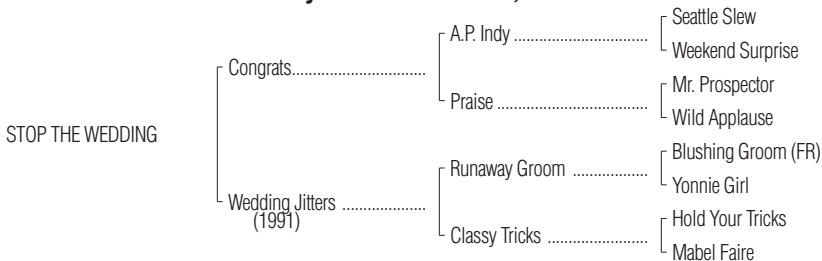 Seattle Slew
A.P. Indy
Weekend Surprise
Congrats
Mr. Prospector
Praise
Wild Applause
STOP THE WEDDING
Blushing Groom (FR)
Runaway Groom
Yonnie Girl
Wedding Jitters
(1991)
Hold Your Tricks
Classy Tricks
Mabel Faire